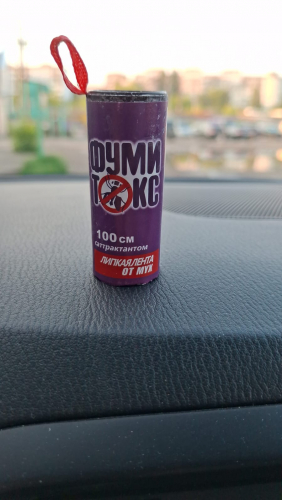 ФУМИ
ТОКС
100 см
с аттрактантом
ЛИПКАЯ ЛЕНТА
ОТ МУХ